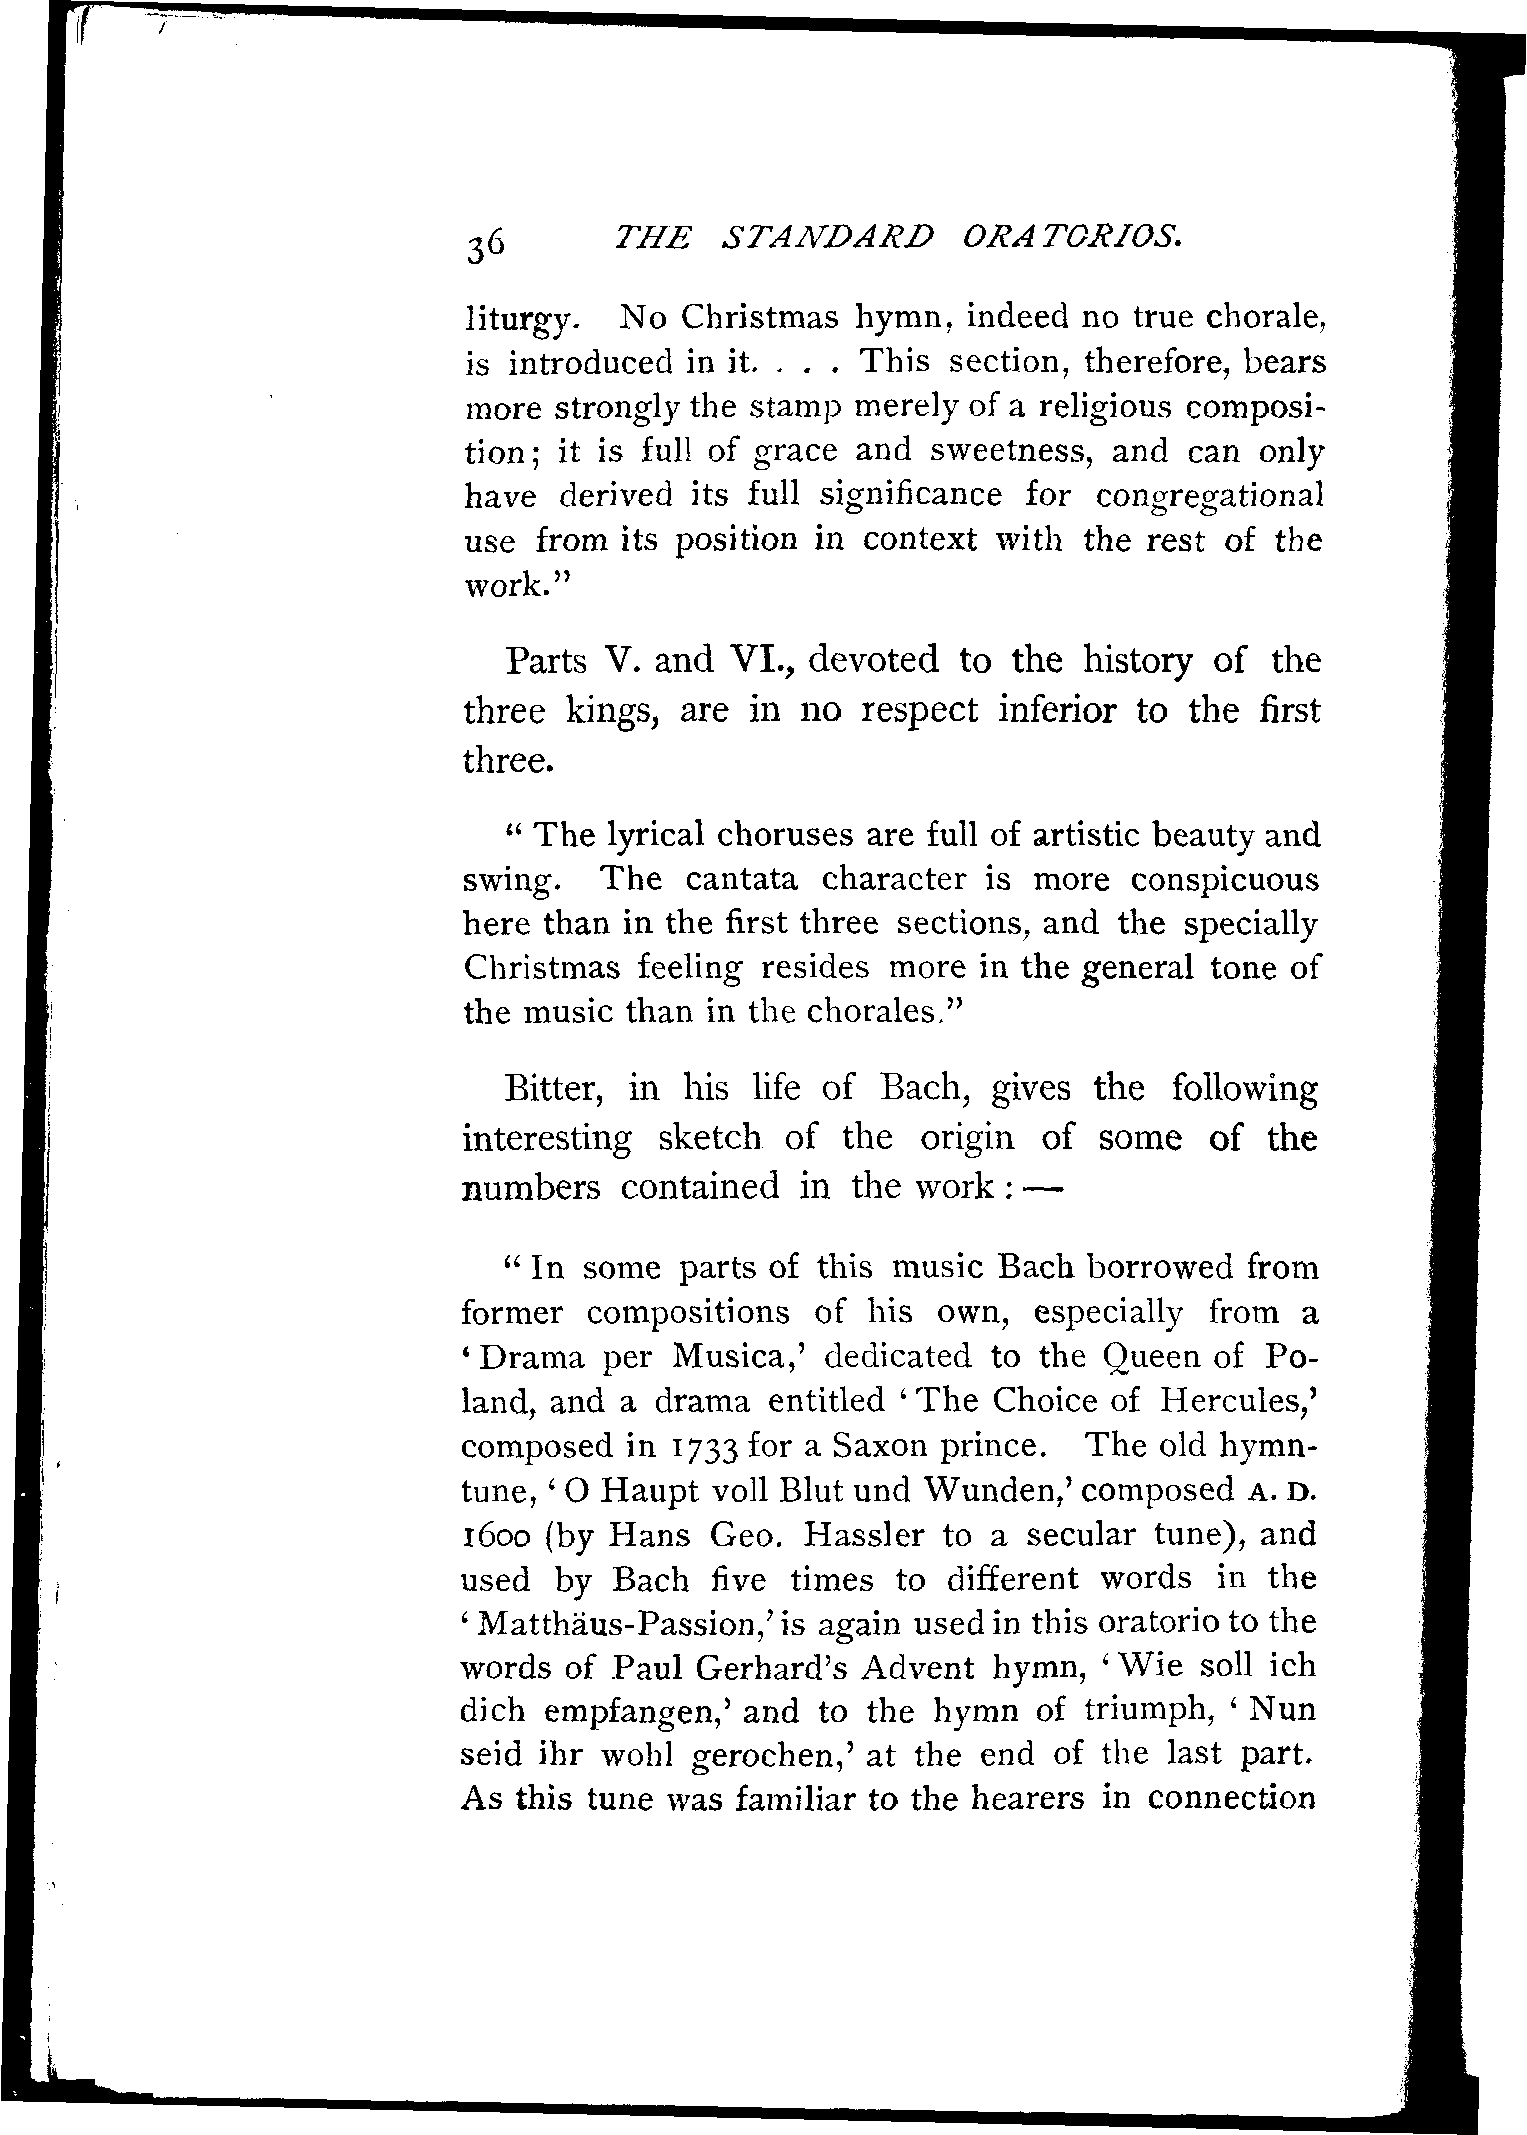 36 THE STANDARD ORATORIOS.
liturgy. No Christmas hymn, indeed no true chorale,
is introduced in it. . . . This section, therefore, bears
more strongly the stamp merely of a religious composi-
tion; it is full of grace and sweetness, and can only
have derived its full significance for congregational
use from its position in context with the rest of the
work.”
Parts V. and VI., devoted to the history of the
three kings, are in no respect inferior to the first
three.
“ The lyrical choruses are full of artistic beauty and
swing. The cantata character is more conspicuous
here than in the first three sections, and the specially
Christmas feeling resides more in the general tone of
the music than in the chorales.”
Bitter, in his life of Bach, gives the following
interesting sketch of the origin of some of the
numbers contained in the work : —
“ In some parts of this music Bach borrowed from
former compositions of his own, especially from a
‘ Drama per Musica,’ dedicated to the Queen of Po-
land, and a drama entitled ‘ The Choice of Hercules,’
composed in 1733 for a Saxon prince. The old hymn-
tune, ‘ O Haupt voll Blut und Wunden,’ composed A. D.
1600 (by Hans Geo. Hassler to a secular tune), and
used by Bach five times to different words in the
‘ Matthäus-Passion,’ is again used in this oratorio to the
words of Paul Gerhard’s Advent hymn, ‘ Wie soll ich
dich empfangen,’ and to the hymn of triumph, ‘ Nun
seid ihr wohl gerochen,’ at the end of the last part.
As this tune was familiar to the hearers in connection